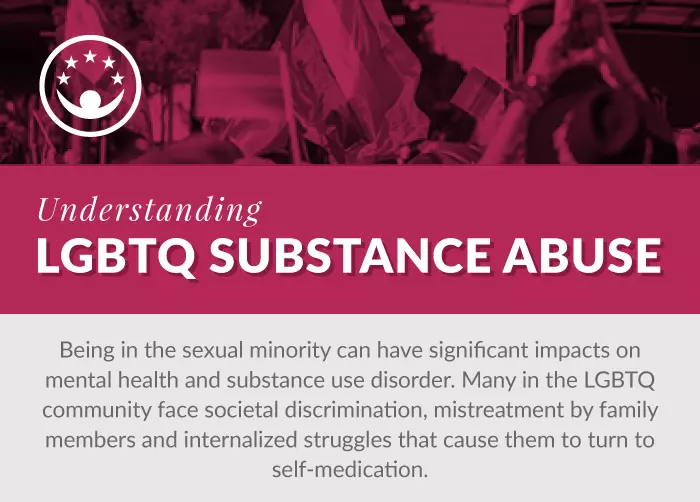 Understanding
LGBTQ SUBSTANCE ABUSE
Being in the sexual minority can have significant impacts on
mental health and substance use disorder. Many in the LGBTQ
community face societal discrimination, mistreatment by family
members and internalized struggles that cause them to turn to
self-medication.